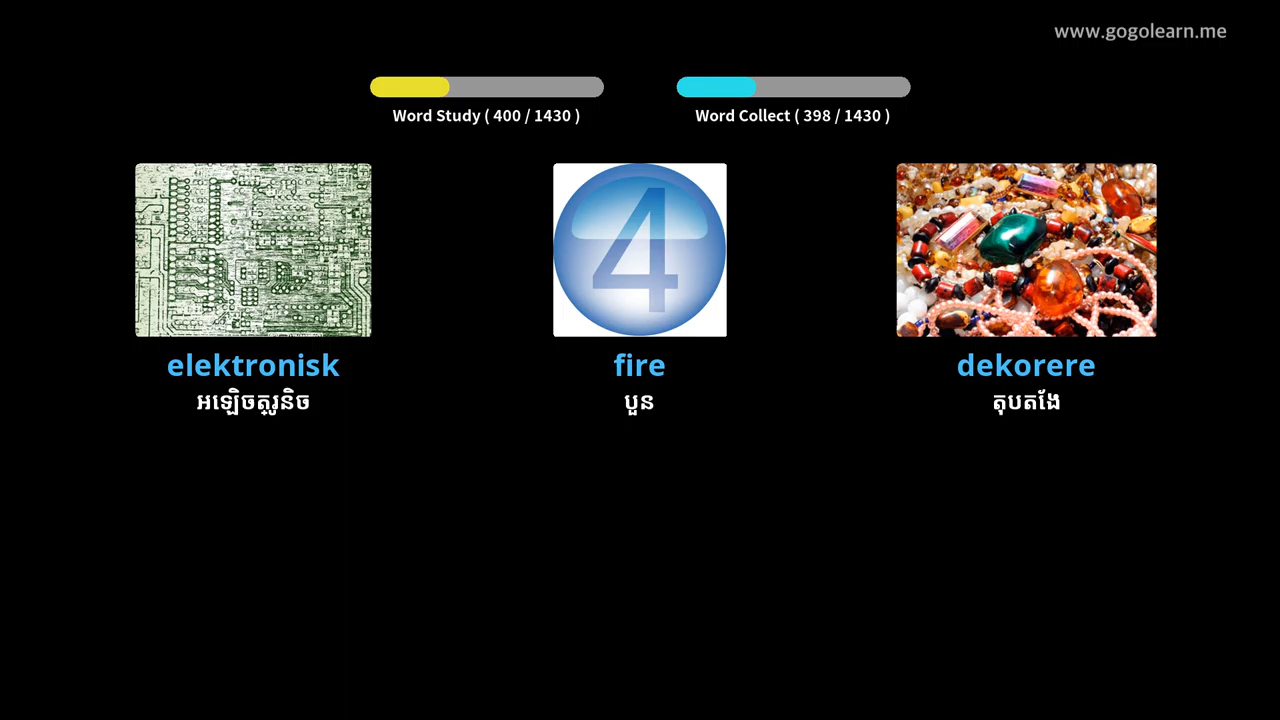 www.gogolearn.me
Word Study ( 400 / 1430 )
Word Collect ( 398 / 1430 )
4
elektronisk
fire
dekorere
អេឡិចត្រូនិច
បួន
តុបតែង